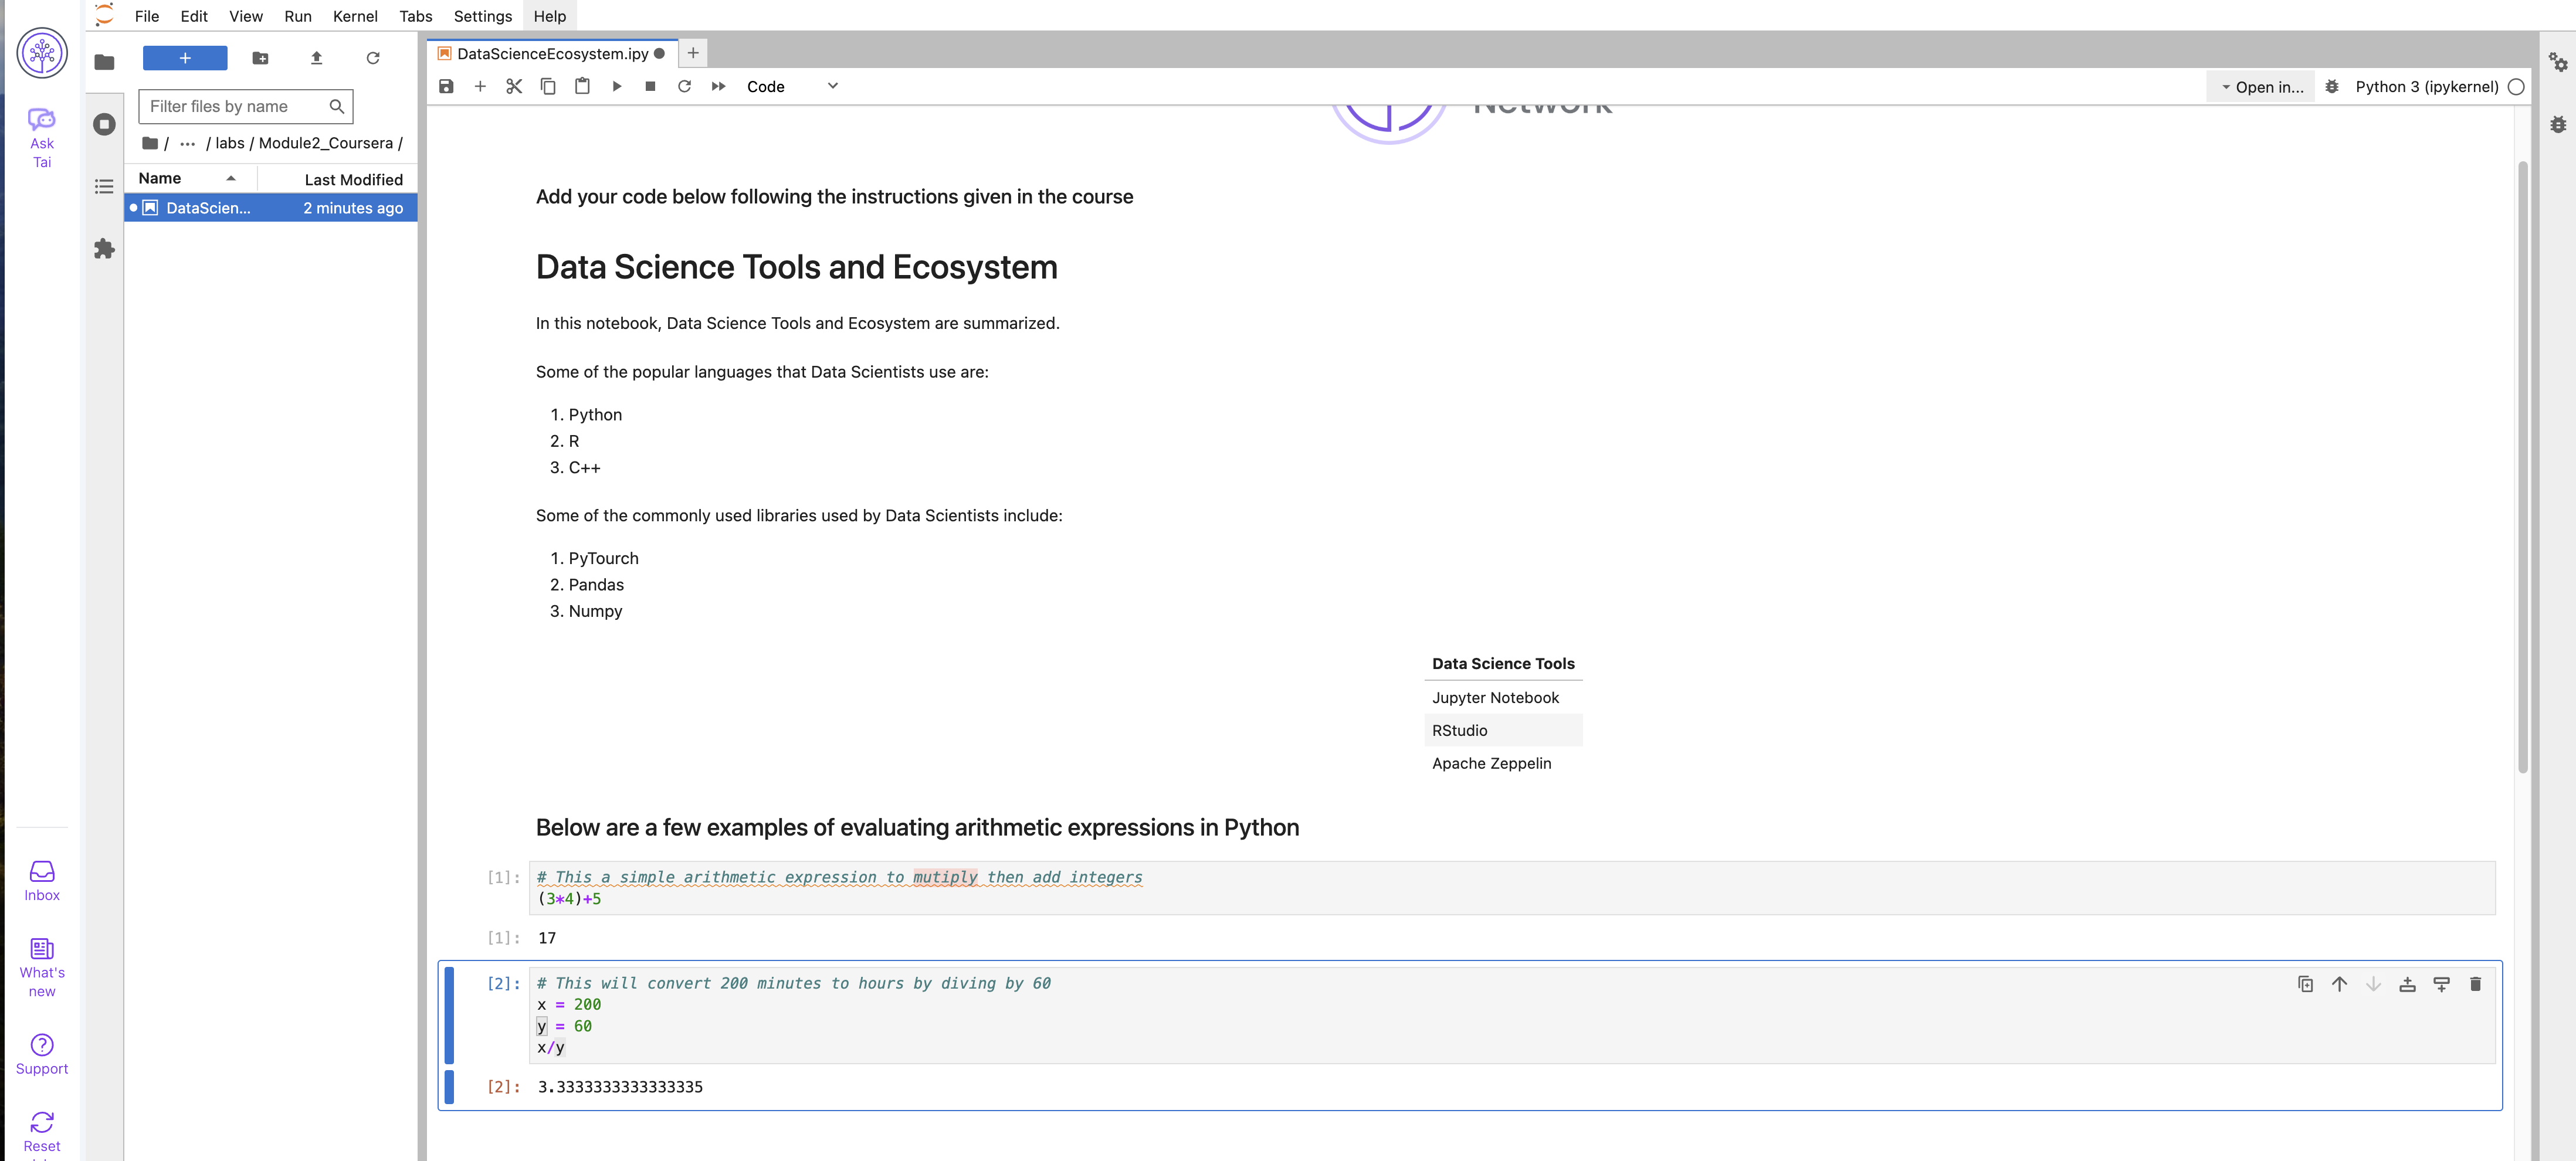 File Edit View Run Kernel Tabs Settings Help
Ask
Tai
Filter files by name
/ ... / labs / Module2_Coursera /
Name Last Modified
DataScien... 2 minutes ago
DataScienceEcosystem.ipy
Code
Open in... Python 3 (ipykernel)
Network
Add your code below following the instructions given in the course
Data Science Tools and Ecosystem
In this notebook, Data Science Tools and Ecosystem are summarized.
Some of the popular languages that Data Scientists use are:
1. Python
2. R
3. C++
Some of the commonly used libraries used by Data Scientists include:
1. PyTourch
2. Pandas
3. Numpy
Data Science Tools
Jupyter Notebook
RStudio
Apache Zeppelin
Below are a few examples of evaluating arithmetic expressions in Python
[1]: # This a simple arithmetic expression to mutiply then add integers
(3*4)+5
[1]: 17
[2]: # This will convert 200 minutes to hours by diving by 60
x = 200
y = 60
x/y
[2]: 3.3333333333333335
Inbox
What's
new
Support
Reset